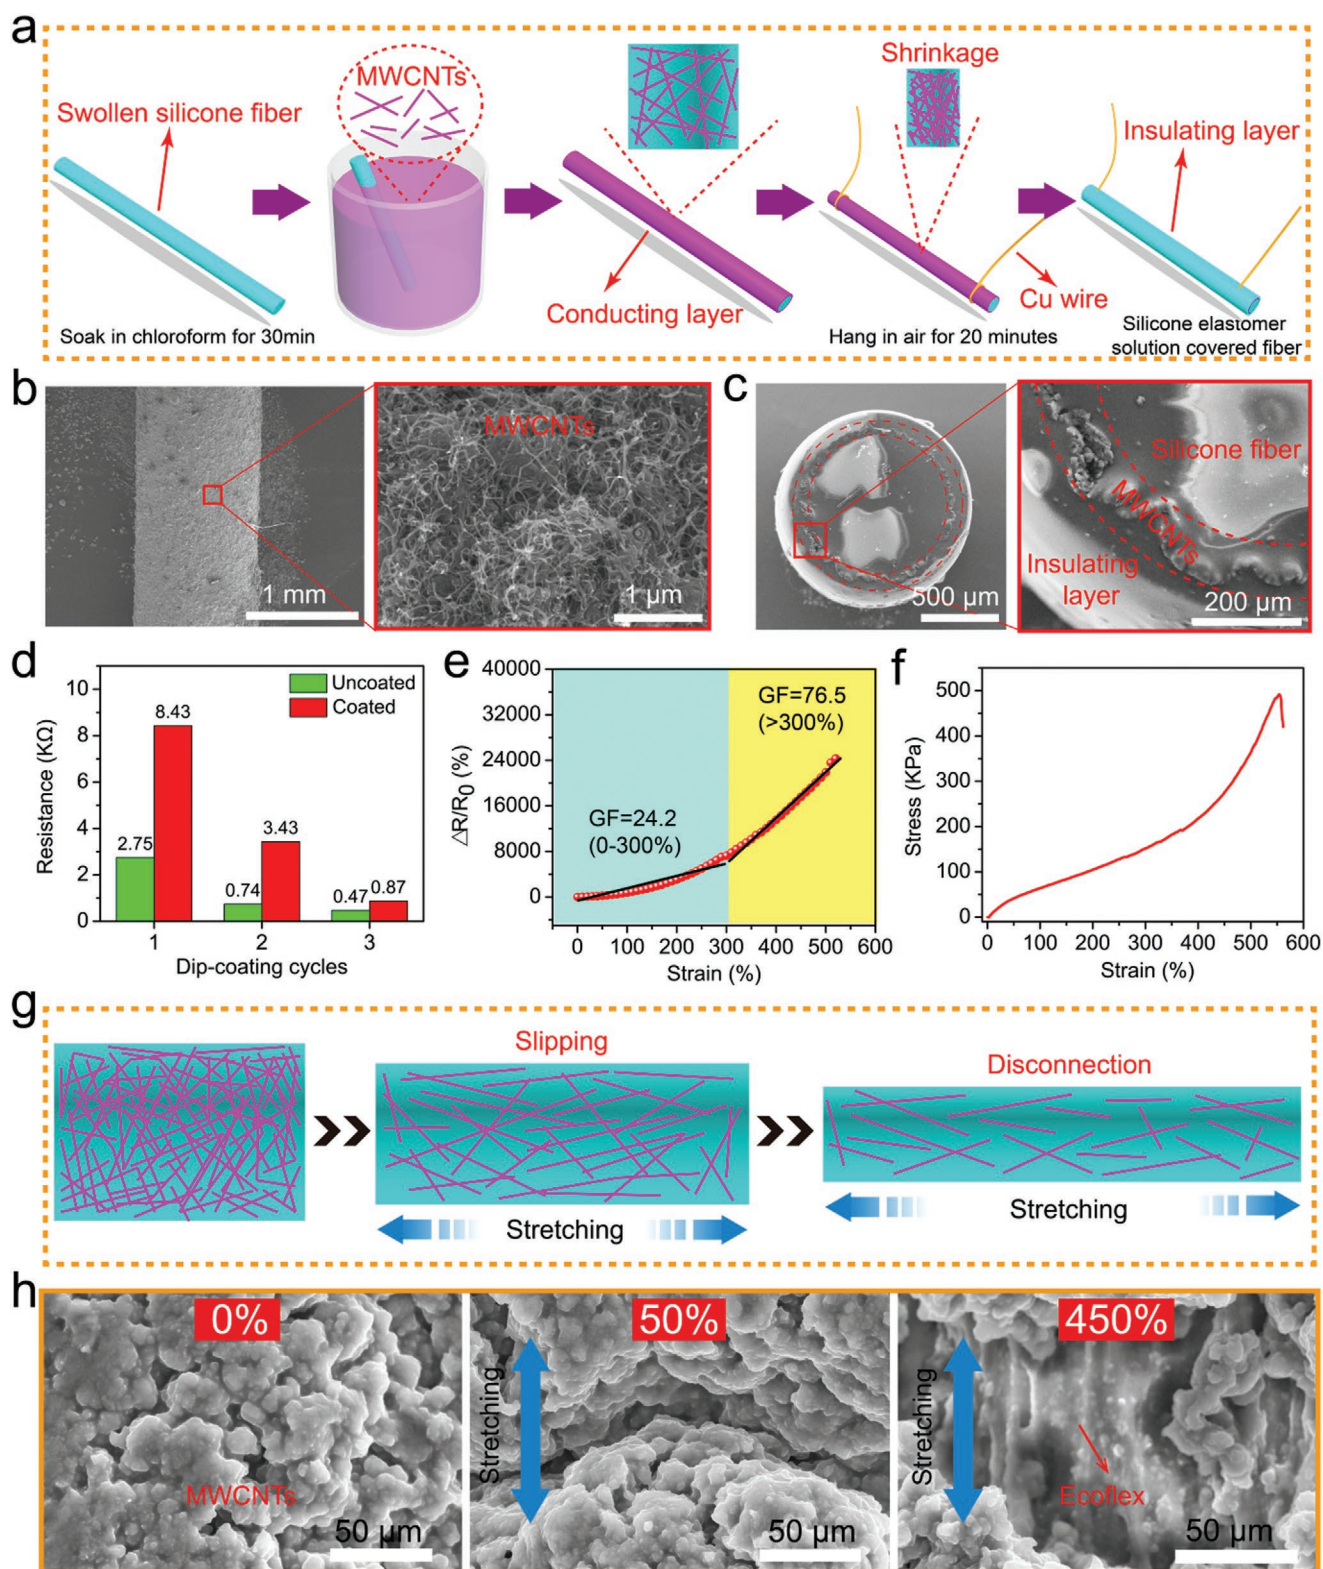 a
MWCNTs
Shrinkage
Swollen silicone fiber
Insulating layer
Conducting layer
Cu wire
Soak in chloroform for 30min
Hang in air for 20 minutes
Silicone elastomer
solution covered fiber
b
MWCNTs
1 mm
1 µm
c
Silicone fiber
MWCNTs
Insulating
layer
500 µm
200 µm
d
Resistance (KΩ)
10
8
6
4
2
0
Uncoated
Coated
2.75
8.43
0.74
3.43
0.47
0.87
1
2
3
Dip-coating cycles
e
△R/R0 (%)
40000
32000
24000
16000
8000
0
GF=24.2
(0-300%)
GF=76.5
(>300%)
0
100
200
300
400
500
600
Strain (%)
f
Stress (KPa)
500
400
300
200
100
0
0
100
200
300
400
500
600
Strain (%)
g
Slipping
Disconnection
Stretching
Stretching
h
0%
MWCNTs
50 µm
50%
Stretching
50 µm
450%
Stretching
Ecoflex
50 µm